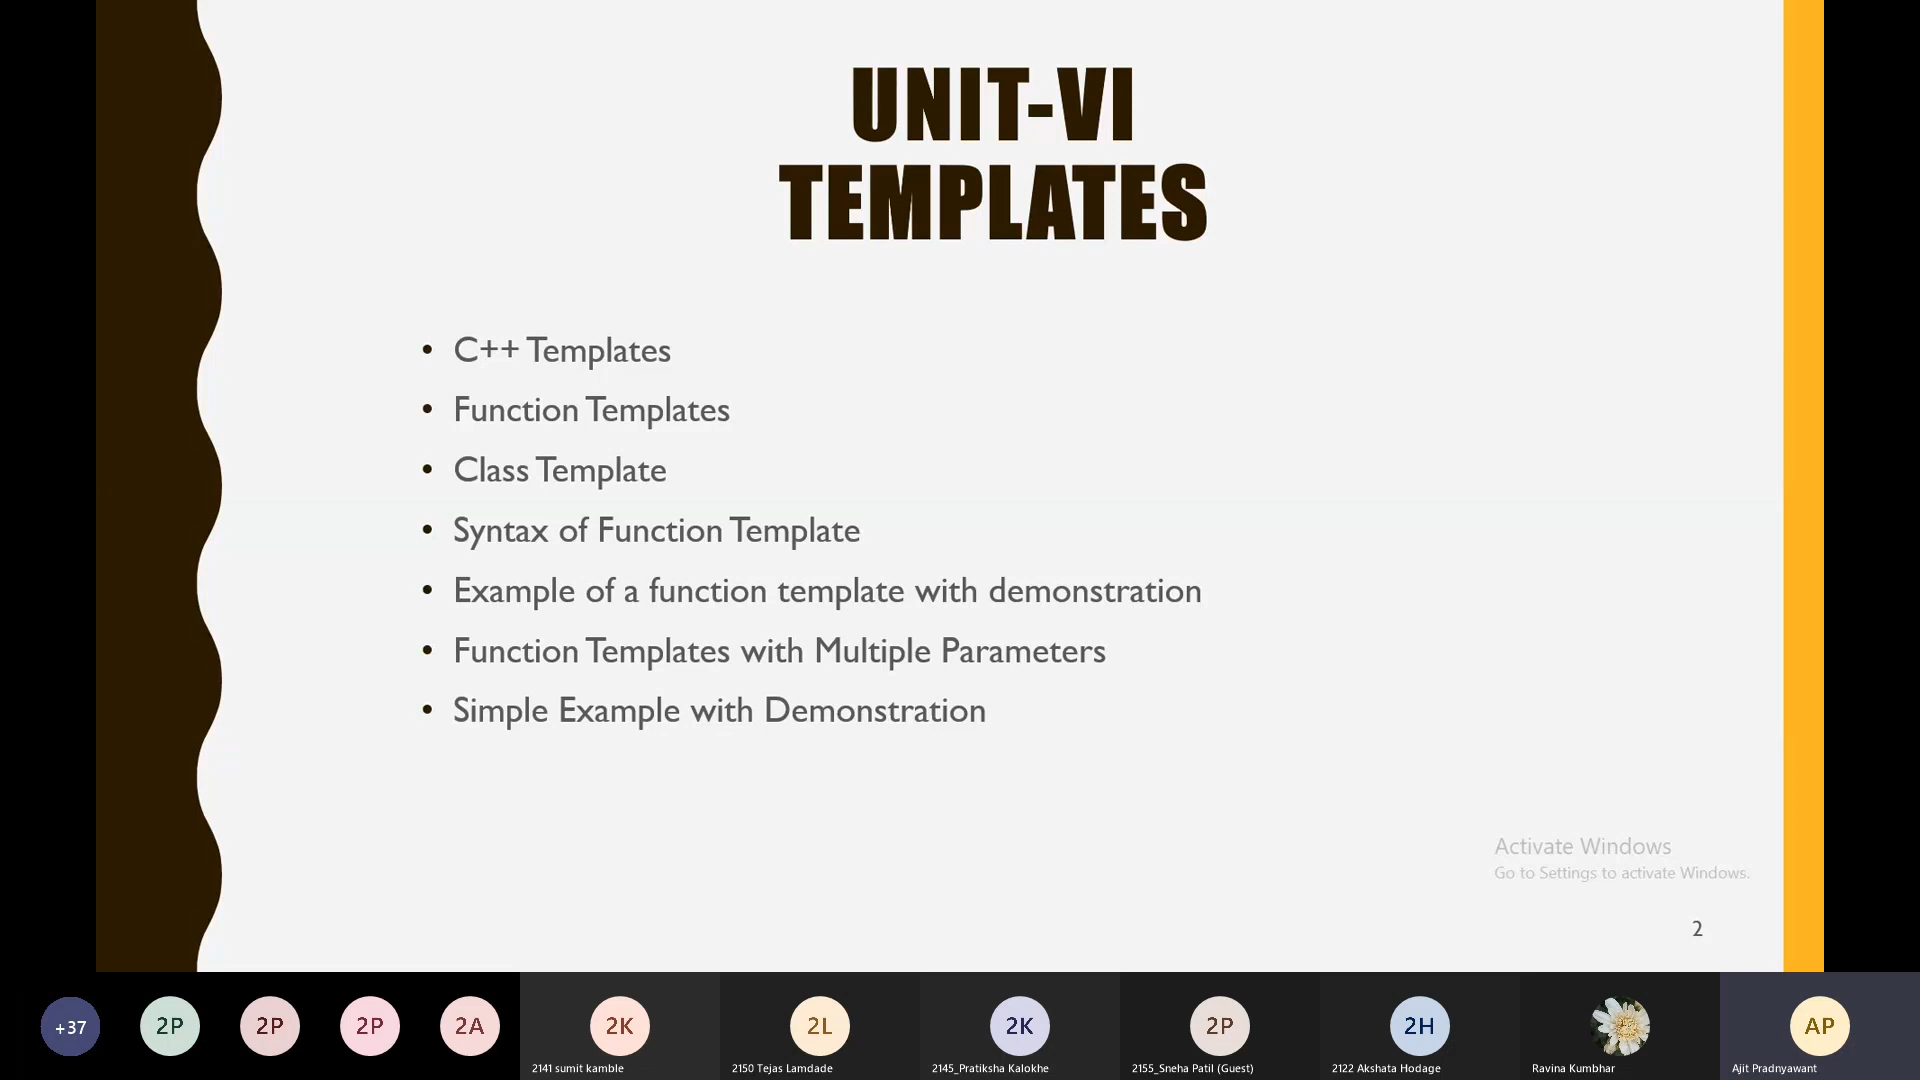 UNIT-VI
TEMPLATES
• C++ Templates
• Function Templates
• Class Template
• Syntax of Function Template
• Example of a function template with demonstration
• Function Templates with Multiple Parameters
• Simple Example with Demonstration
Activate Windows
Go to Settings to activate Windows.
2
+37
2P
2P
2P
2A
2K
2L
2K
2P
2H
AP
2141 sumit kamble
2150 Tejas Lamdade
2145_Pratiksha Kalokhe
2155_Sneha Patil (Guest)
2122 Akshata Hodage
Ravina Kumbhar
Ajit Pradnyawant